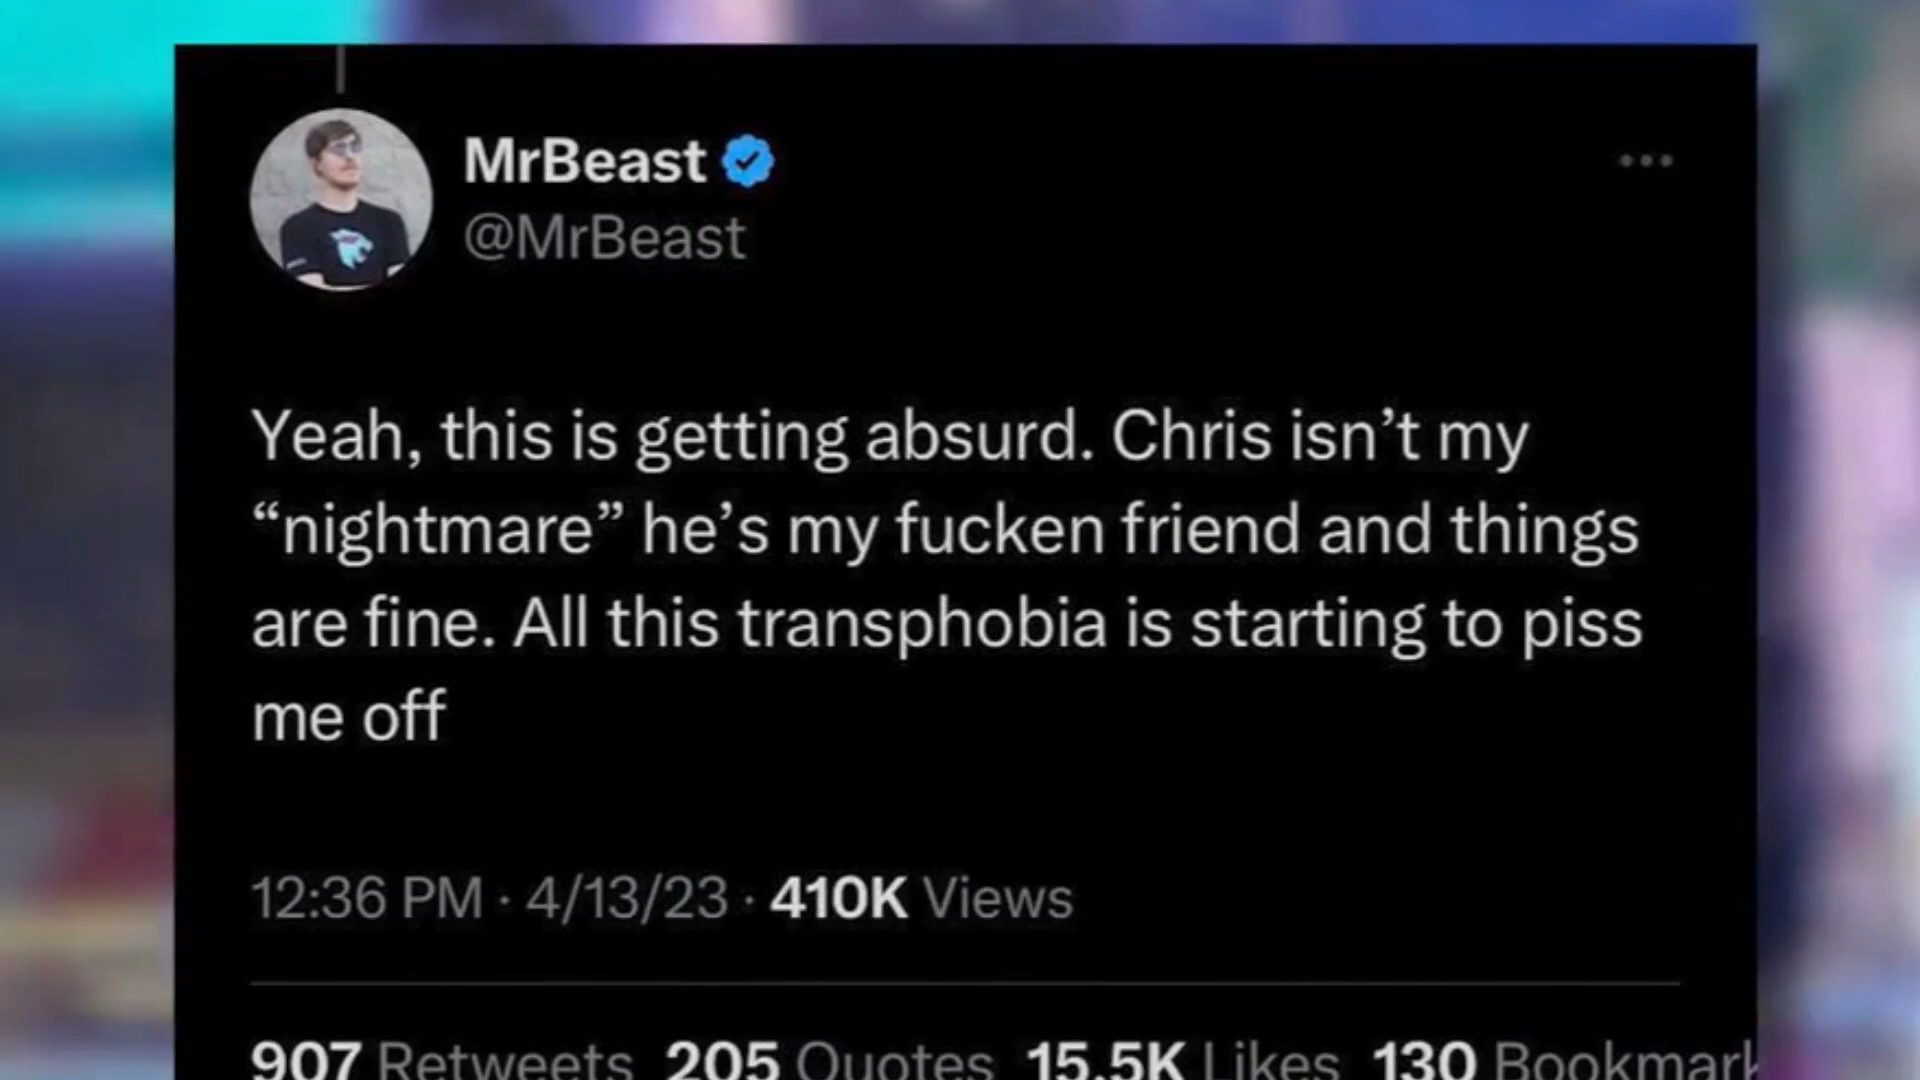 MrBeast
@MrBeast
Yeah, this is getting absurd. Chris isn’t my
“nightmare” he’s my fucken friend and things
are fine. All this transphobia is starting to piss
me off
12:36 PM · 4/13/23 · 410K Views
907 Retweets 205 Quotes 15.5K Likes 130 Bookmark